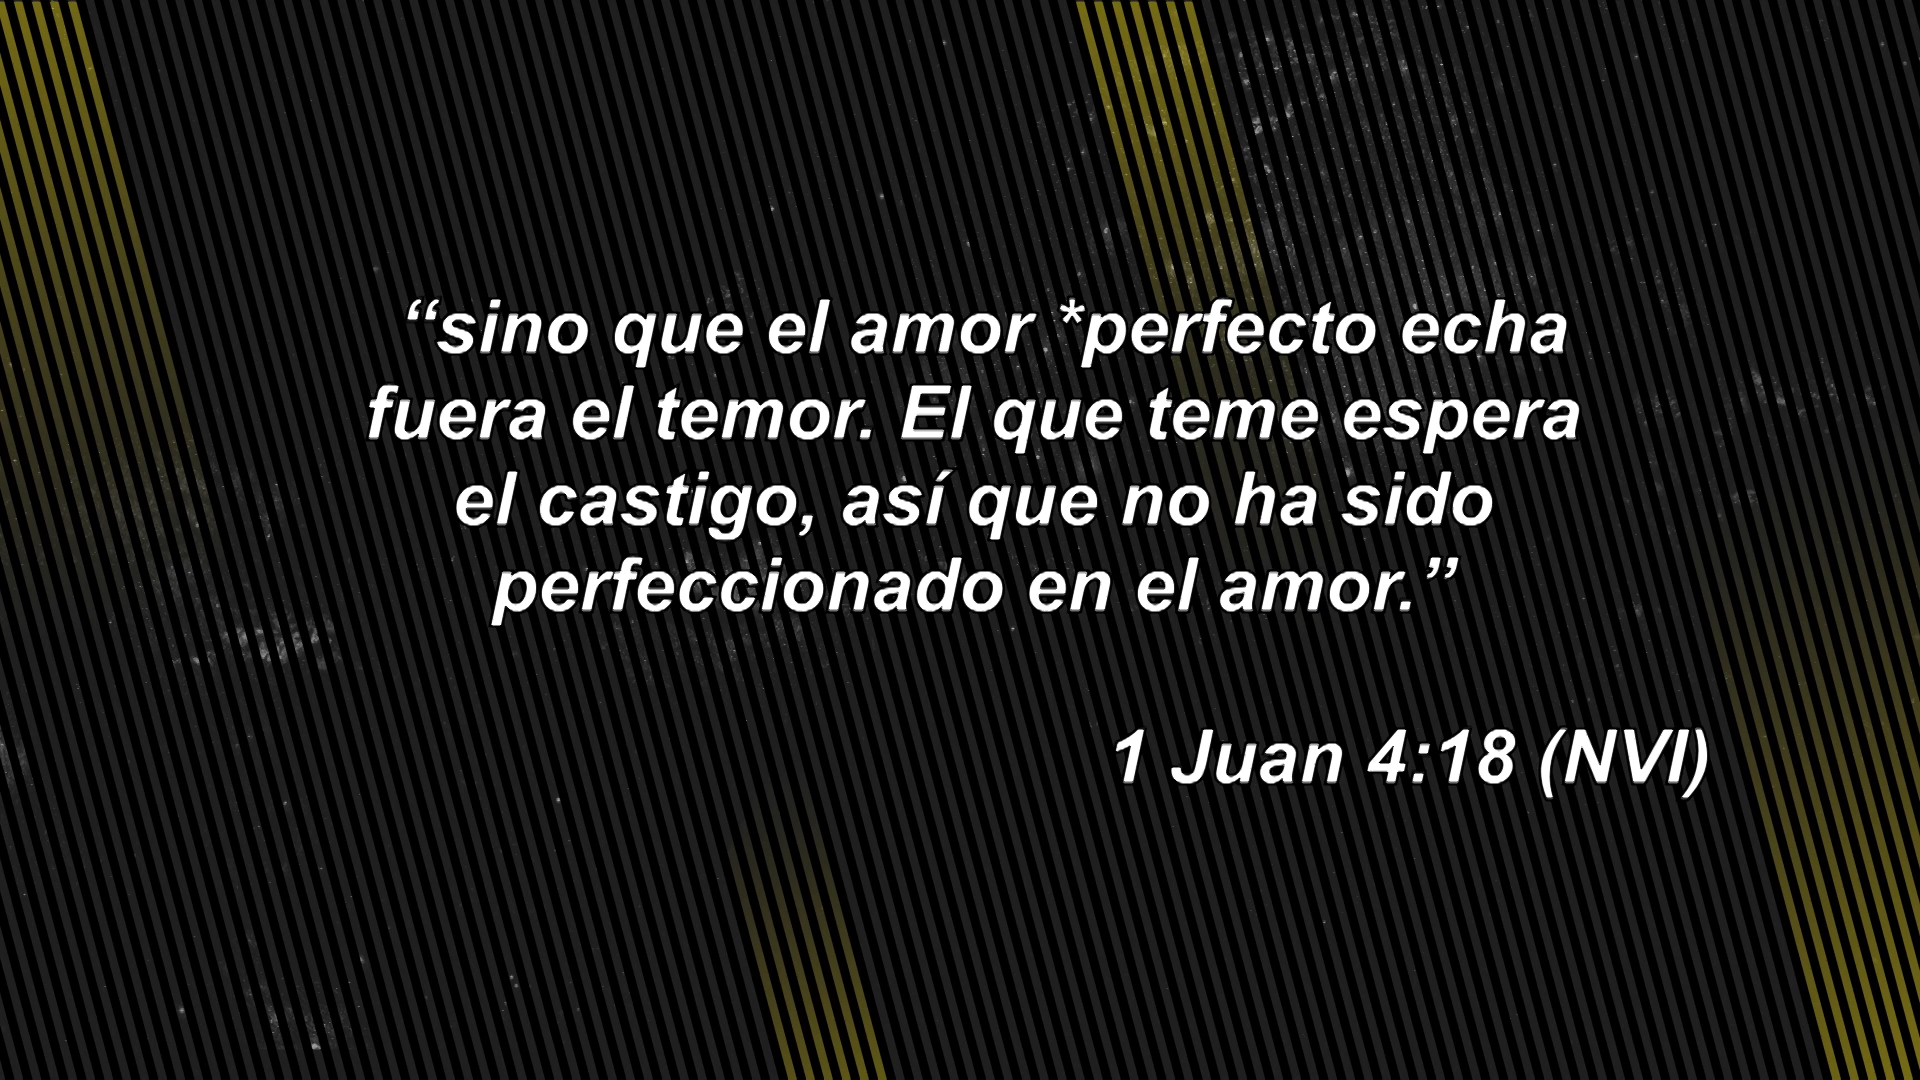 “sino que el amor *perfecto echa
fuera el temor. El que teme espera
el castigo, así que no ha sido
perfeccionado en el amor.”
1 Juan 4:18 (NVI)